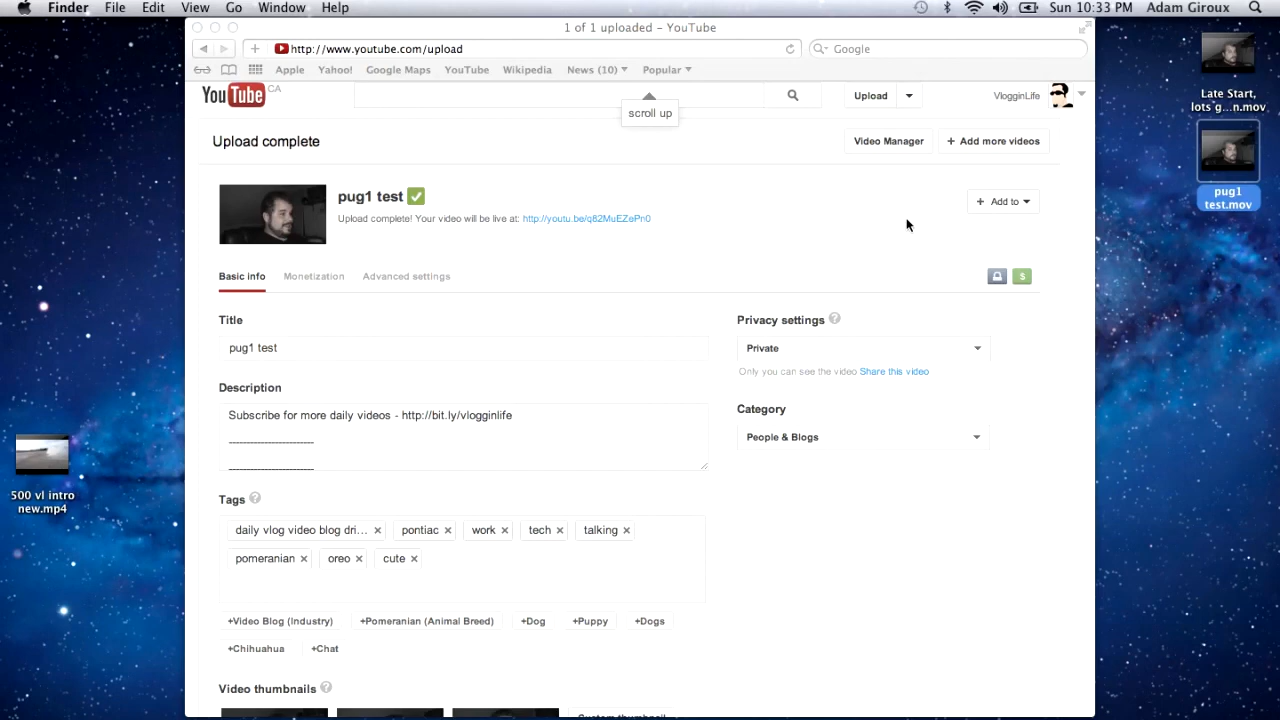 Finder File Edit View Go Window Help
Sun 10:33 PM Adam Giroux
1 of 1 uploaded – YouTube
http://www.youtube.com/upload
Google
Apple Yahoo! Google Maps YouTube Wikipedia News (10) Popular
YouTube CA
Upload
VlogginLife
scroll up
Upload complete
Video Manager
+ Add more videos
pug1 test
Upload complete! Your video will be live at: http://youtu.be/q82MuEZePn0
+ Add to
Basic info Monetization Advanced settings
$
Title
pug1 test
Description
Subscribe for more daily videos - http://bit.ly/vlogginlife
------------------------
------------------------
Tags ?
daily vlog video blog dri... × pontiac × work × tech × talking ×
pomeranian × oreo × cute ×
+Video Blog (Industry) +Pomeranian (Animal Breed) +Dog +Puppy +Dogs
+Chihuahua +Chat
Video thumbnails ?
Custom thumbnail
Privacy settings ?
Private
Only you can see the video Share this video
Category
People & Blogs
Late Start,
lots g...n.mov
pug1
test.mov
500 vl intro
new.mp4